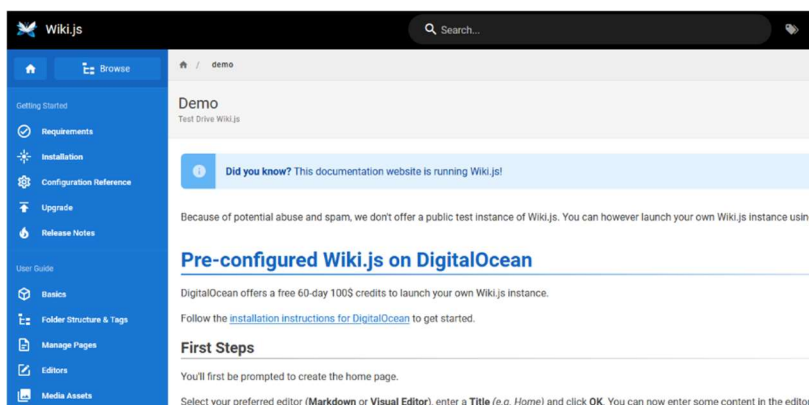 Wiki.js
Search...
Browse
/ demo
Getting Started
Requirements
Installation
Configuration Reference
Upgrade
Release Notes
User Guide
Basics
Folder Structure & Tags
Manage Pages
Editors
Media Assets
Demo
Test Drive Wiki.js
Did you know? This documentation website is running Wiki.js!
Because of potential abuse and spam, we don't offer a public test instance of Wiki.js. You can however launch your own Wiki.js instance usin
Pre-configured Wiki.js on DigitalOcean
DigitalOcean offers a free 60-day 100$ credits to launch your own Wiki.js instance.
Follow the installation instructions for DigitalOcean to get started.
First Steps
You'll first be prompted to create the home page.
Select your preferred editor (Markdown or Visual Editor), enter a Title (e.g. Home) and click OK. You can now enter some content in the editor